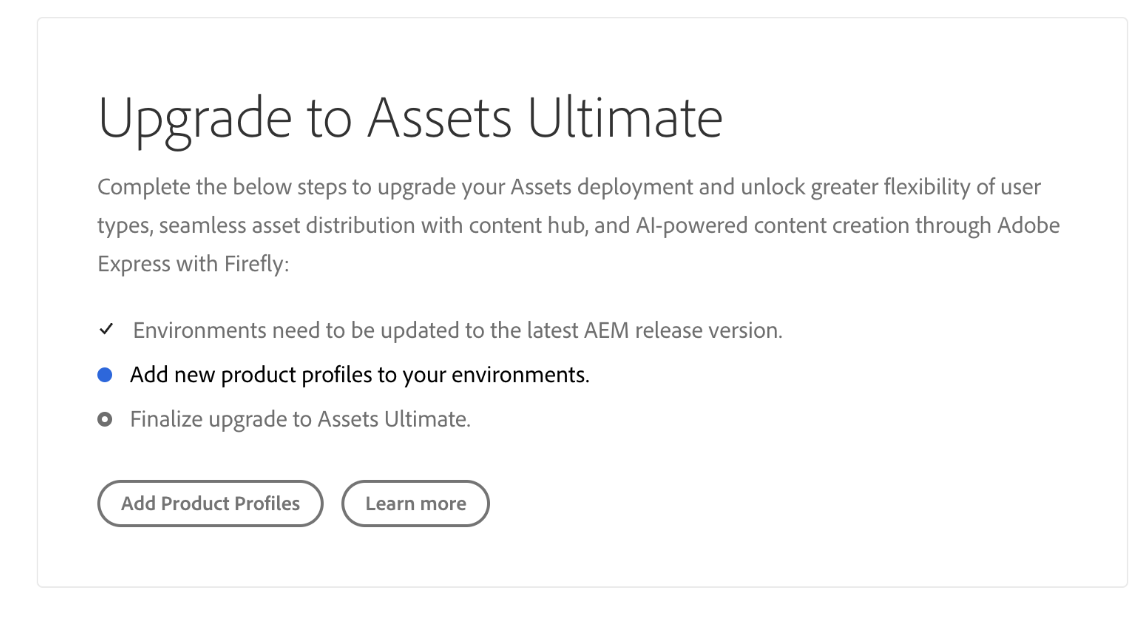 Upgrade to Assets Ultimate
Complete the below steps to upgrade your Assets deployment and unlock greater flexibility of user
types, seamless asset distribution with content hub, and AI-powered content creation through Adobe
Express with Firefly:
Environments need to be updated to the latest AEM release version.
Add new product profiles to your environments.
Finalize upgrade to Assets Ultimate.
Add Product Profiles
Learn more